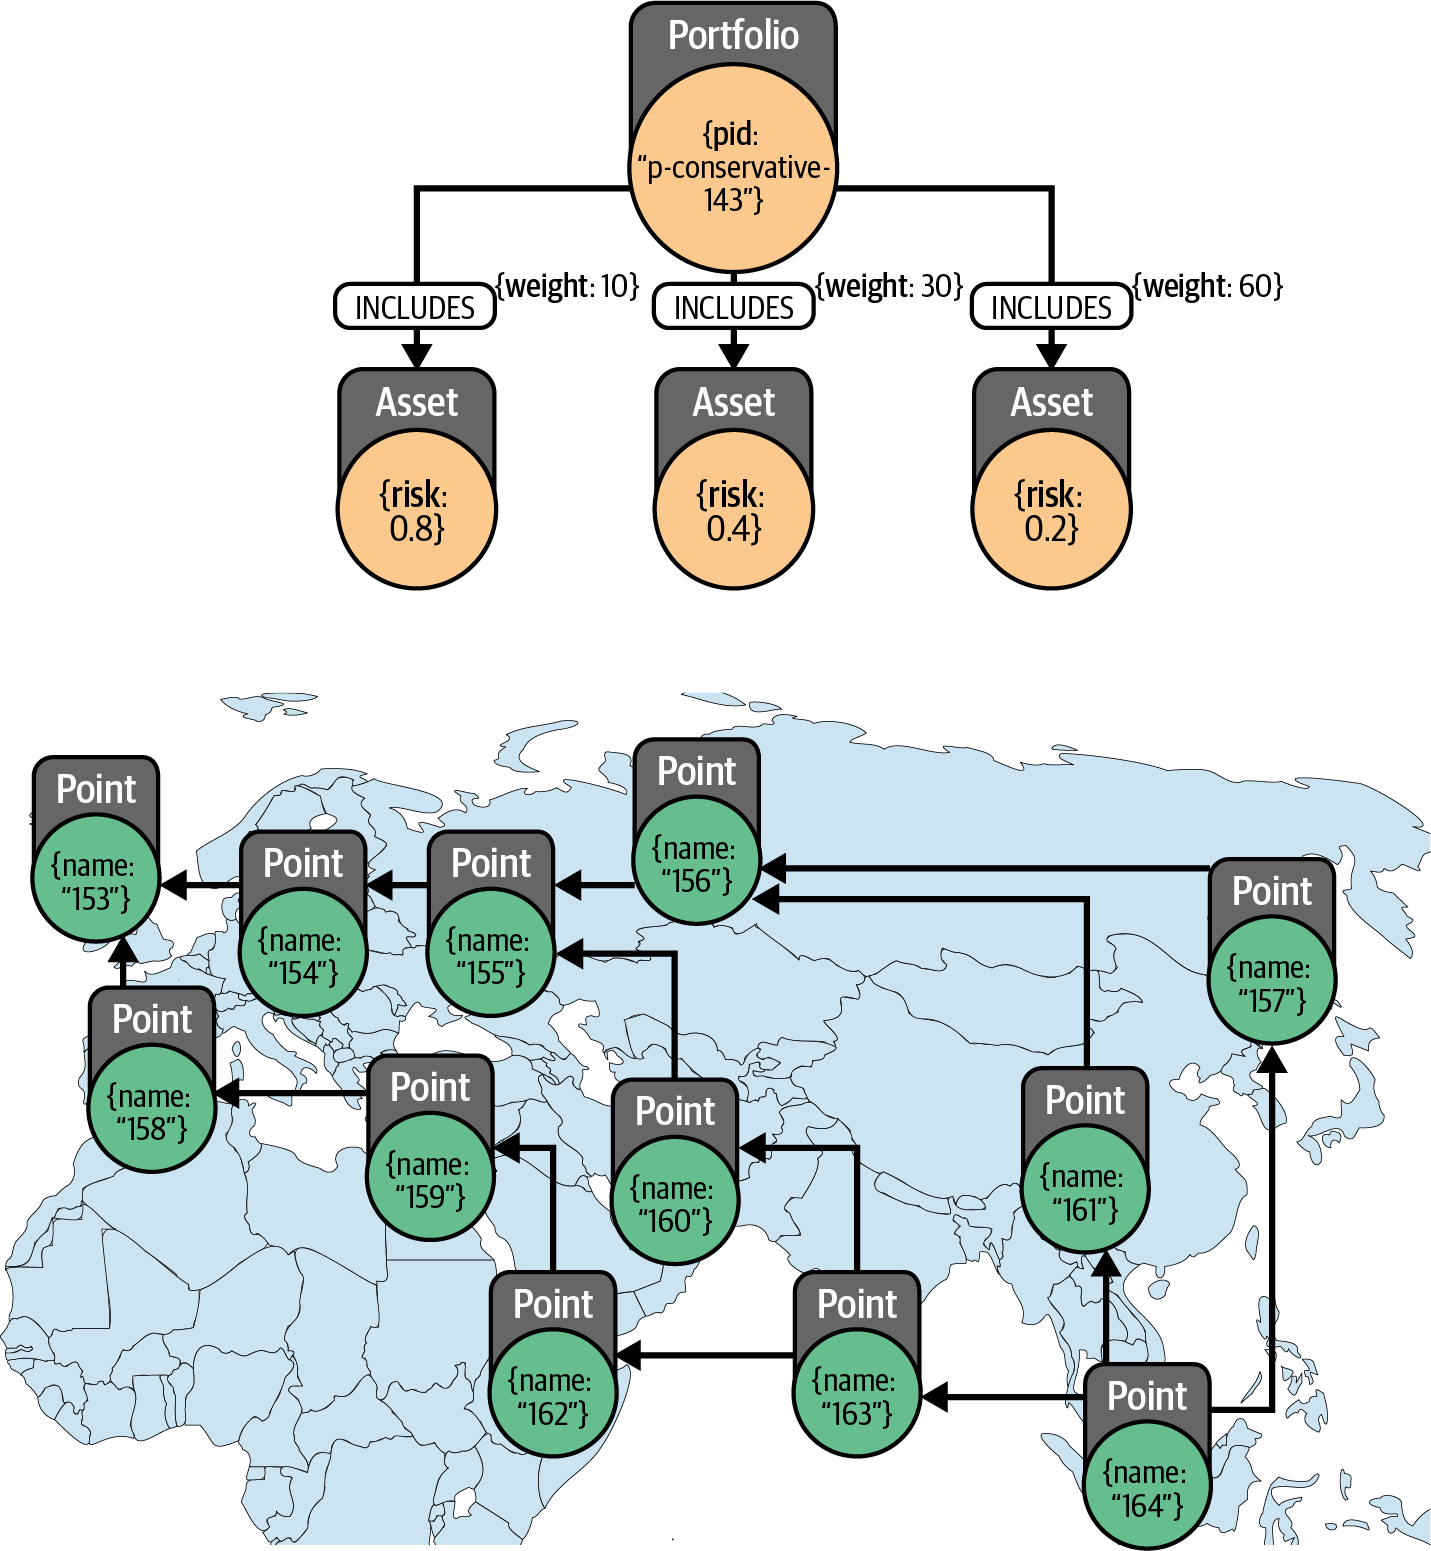 Portfolio
{pid:
“p-conservative-
143”}
INCLUDES
{weight: 10}
INCLUDES
{weight: 30}
INCLUDES
{weight: 60}
Asset
{risk:
0.8}
Asset
{risk:
0.4}
Asset
{risk:
0.2}
Point
{name:
“153”}
Point
{name:
“154”}
Point
{name:
“155”}
Point
{name:
“156”}
Point
{name:
“157”}
Point
{name:
“158”}
Point
{name:
“159”}
Point
{name:
“160”}
Point
{name:
“161”}
Point
{name:
“162”}
Point
{name:
“163”}
Point
{name:
“164”}